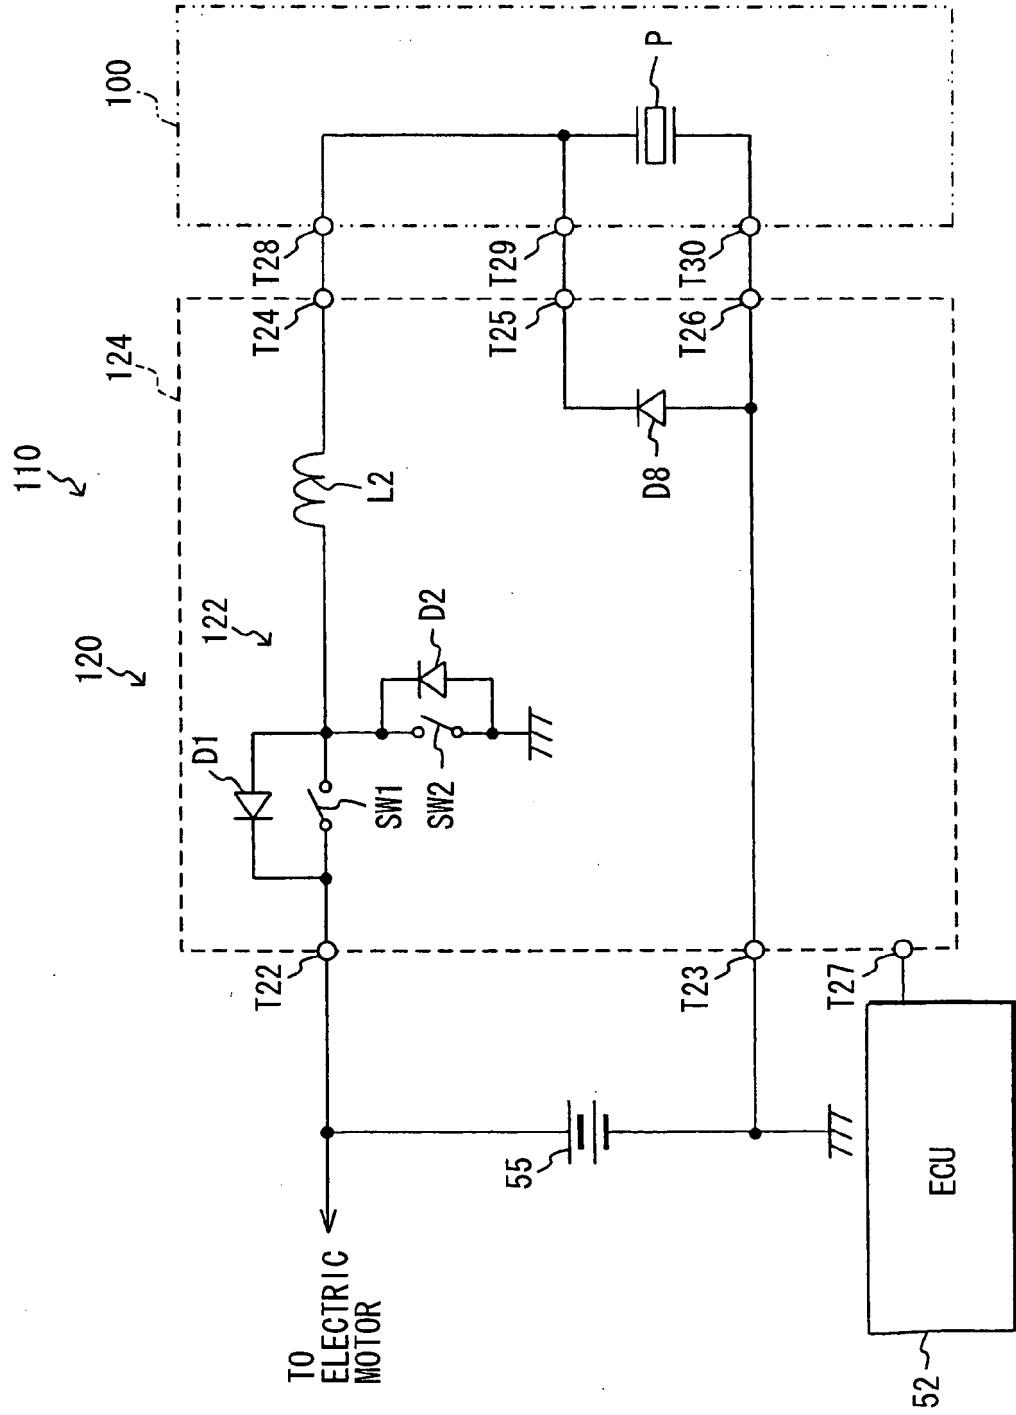 110
120
124
100
122
D1
SW1
SW2
D2
L2
T22
T24
T28
T25
T29
D8
P
T23
T26
T30
T27
55
TO
ELECTRIC
MOTOR
ECU
52